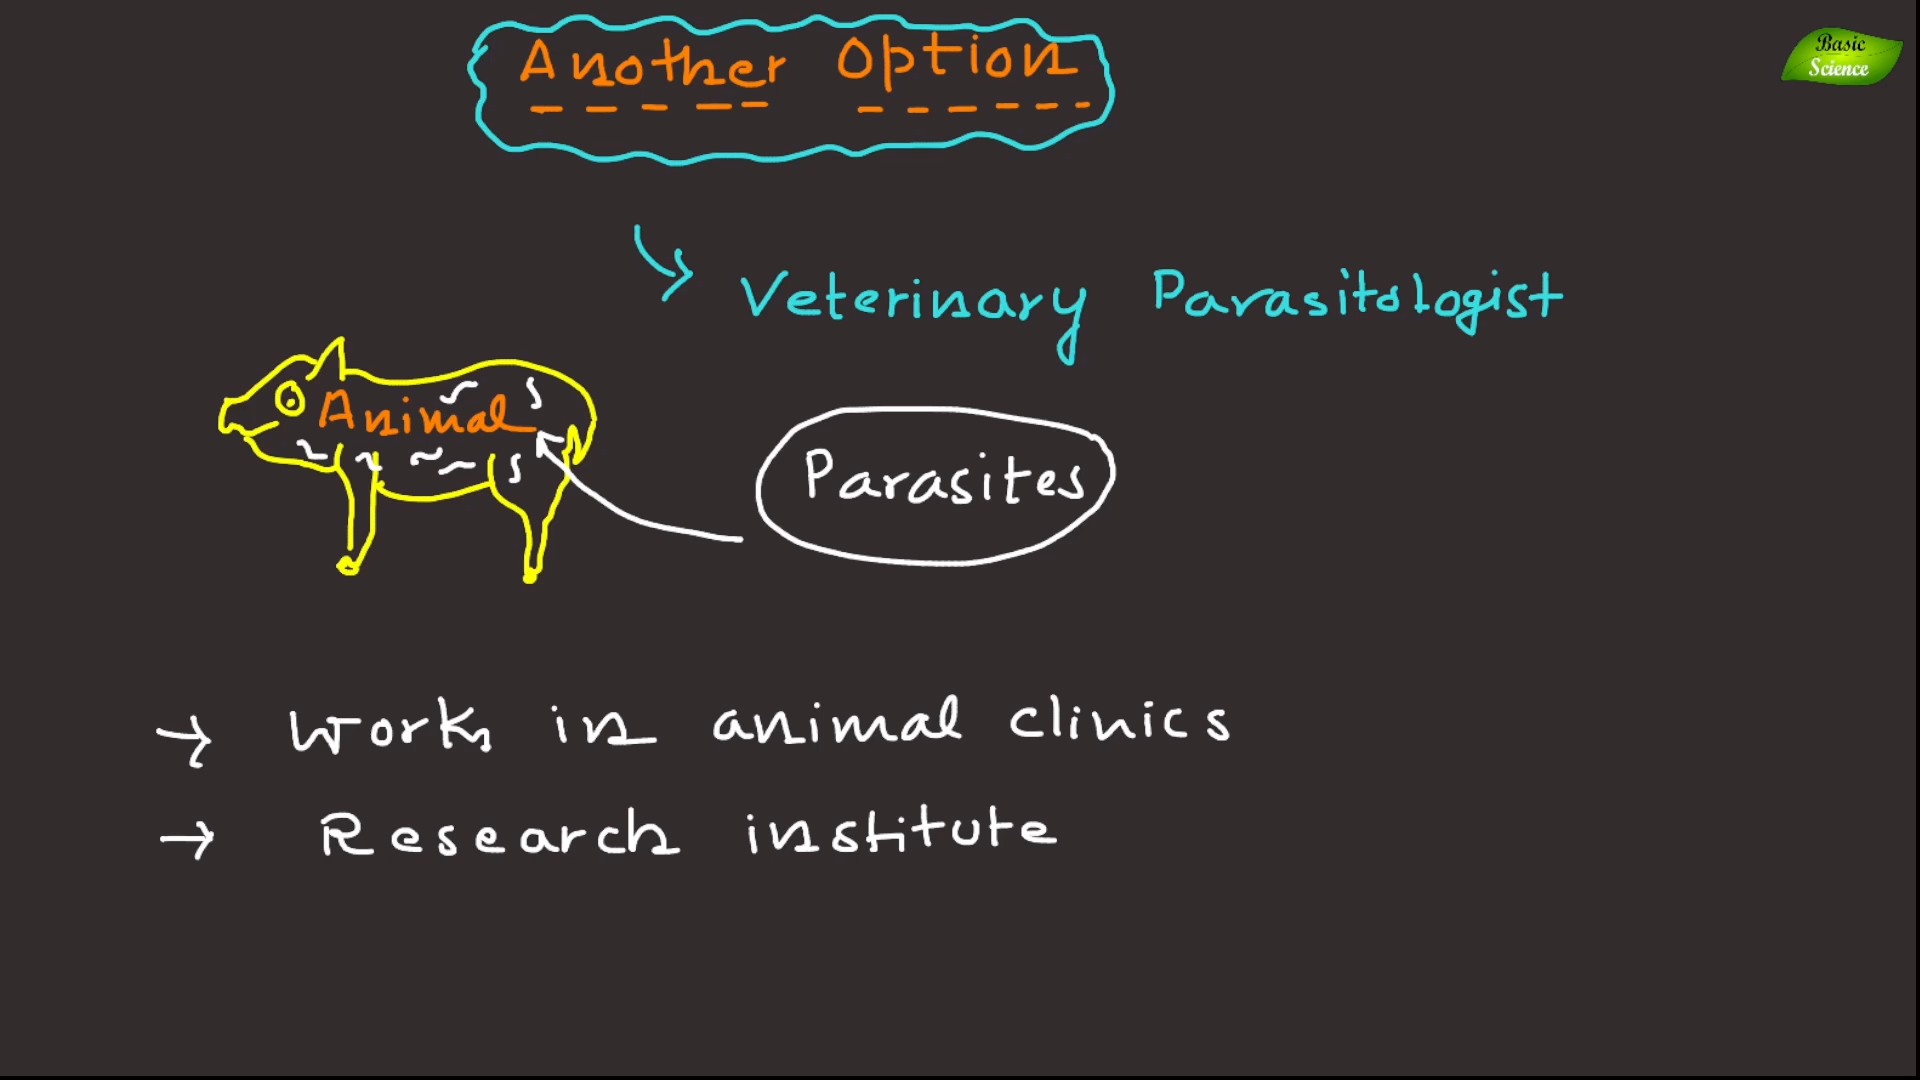 Another Option
Basic
Science
Veterinary Parasitologist
Animal
Parasites
→ Work in animal clinics
→ Research institute